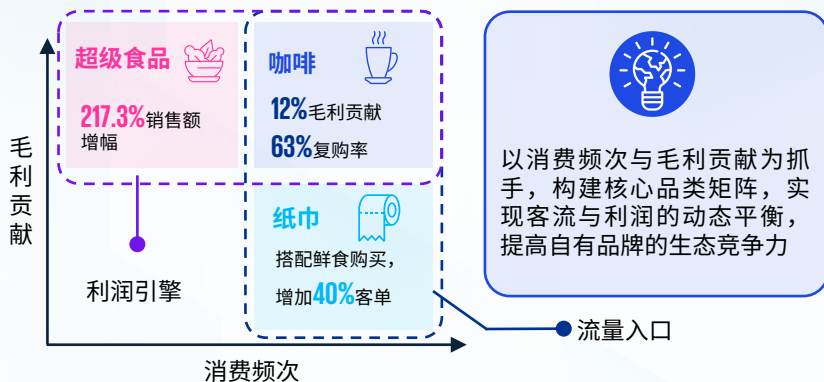 毛利贡献
超级食品
217.3%销售额
增幅
咖啡
12%毛利贡献
63%复购率
纸巾
搭配鲜食购买，
增加40%客单
利润引擎
流量入口
消费频次
以消费频次与毛利贡献为抓
手，构建核心品类矩阵，实
现客流与利润的动态平衡，
提高自有品牌的生态竞争力